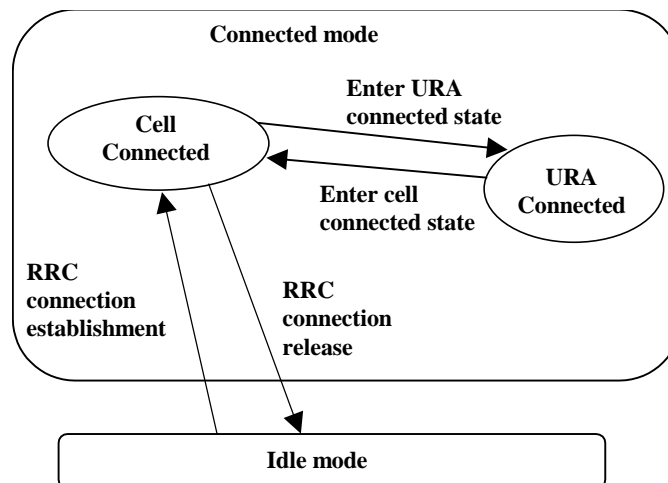 Connected mode
Enter URA
connected state
Cell
Connected
URA
Connected
Enter cell
connected state
RRC
connection
establishment
RRC
connection
release
Idle mode